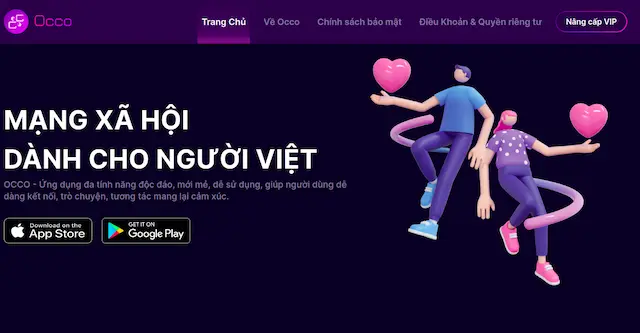 Occo
Trang Chủ
Về Occo
Chính sách bảo mật
Điều Khoản & Quyền riêng tư
Nâng cấp VIP
MẠNG XÃ HỘI
DÀNH CHO NGƯỜI VIỆT
OCCO - Ứng dụng đa tính năng độc đáo, mới mẻ, dễ sử dụng, giúp người dùng dễ
dàng kết nối, trò chuyện, tương tác mang lại cảm xúc.
Download on the
App Store
GET IT ON
Google Play